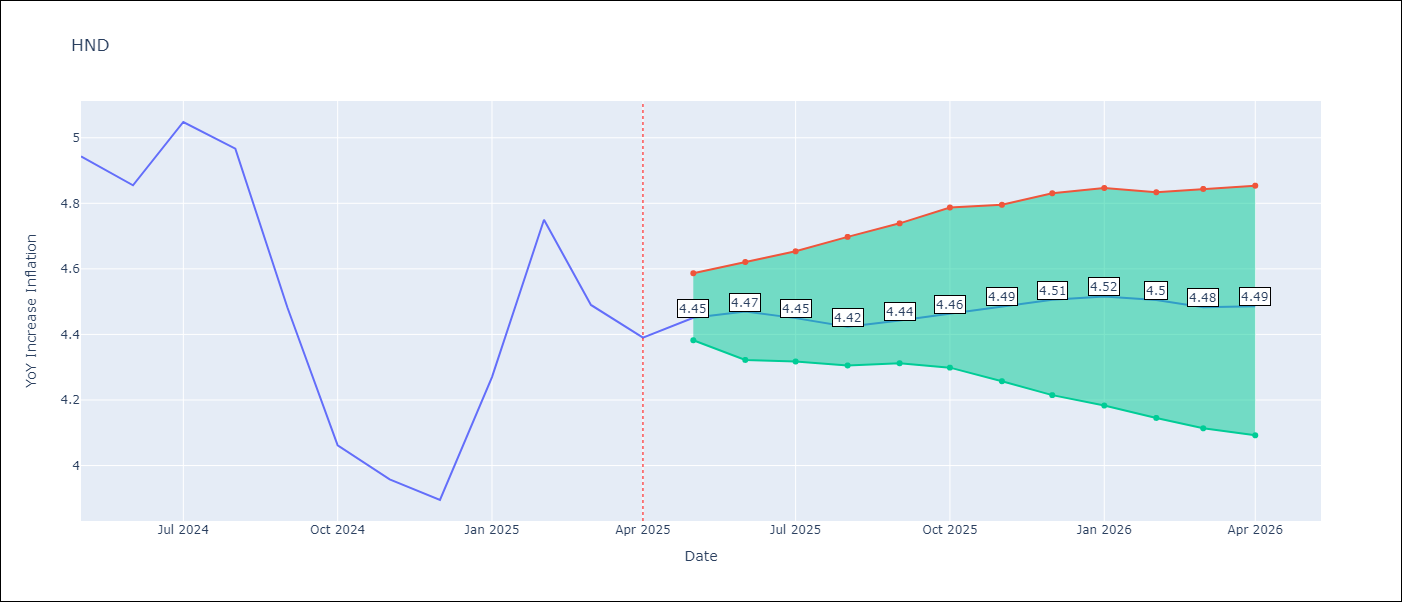 HND
YoY Increase Inflation
5
4.8
4.6
4.4
4.2
4
4.45
4.47
4.45
4.42
4.44
4.46
4.49
4.51
4.52
4.5
4.48
4.49
Jul 2024
Oct 2024
Jan 2025
Apr 2025
Jul 2025
Oct 2025
Jan 2026
Apr 2026
Date